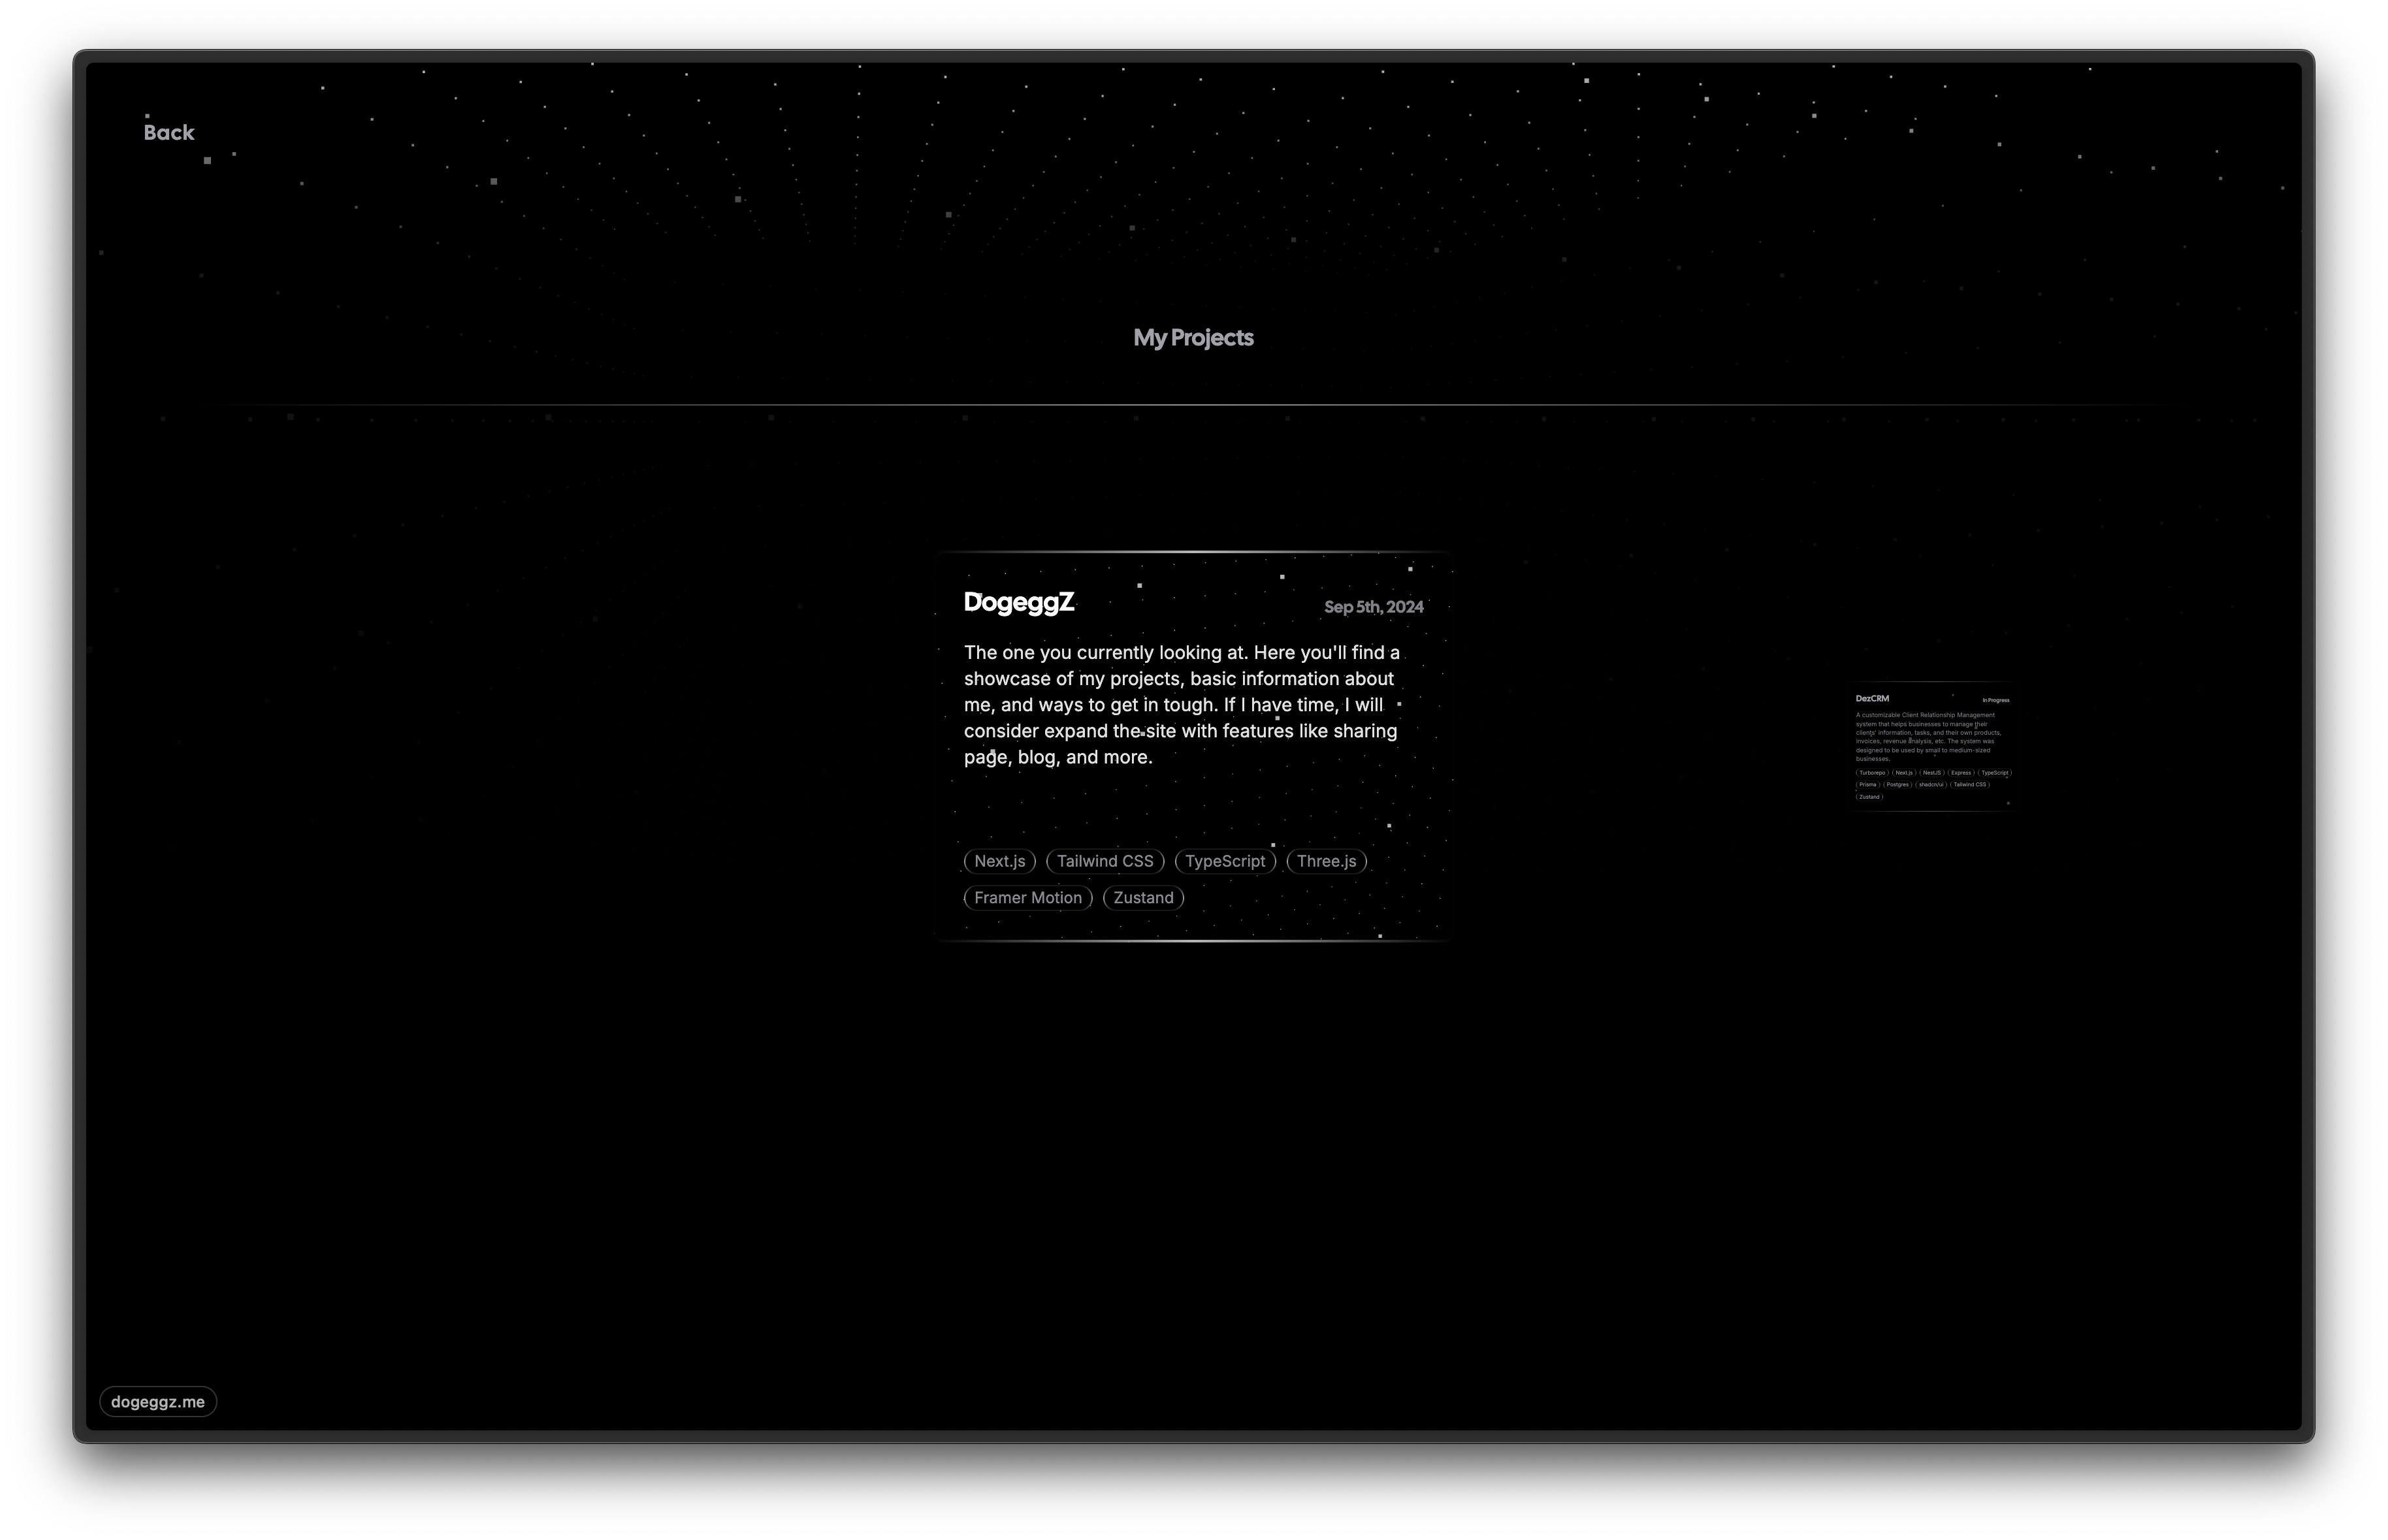 Back
My Projects
DogeggZ
Sep 5th, 2024
The one you currently looking at. Here you'll find a
showcase of my projects, basic information about
me, and ways to get in tough. If I have time, I will
consider expand the site with features like sharing
page, blog, and more.
Next.js
Tailwind CSS
TypeScript
Three.js
Framer Motion
Zustand
DezCRM
In Progress
A customizable Client Relationship Management
system that helps businesses to manage their
clients' information, tasks, and their own products,
invoices, revenue analysis, etc. The system was
designed to be used by small to medium-sized
businesses.
Turborepo
Next.js
NestJS
Express
TypeScript
Prisma
Postgres
shadcn/ui
Tailwind CSS
Zustand
dogeggz.me